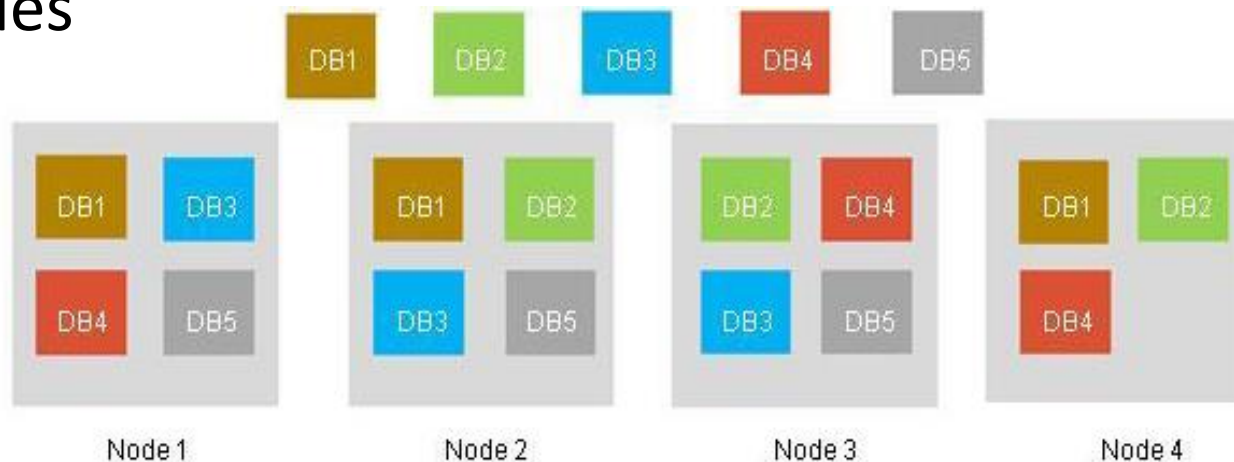 DB1 DB2 DB3 DB4 DB5
DB1 DB3 DB1 DB2 DB2 DB4 DB1 DB2
DB4 DB5 DB3 DB5 DB3 DB5 DB4
Node 1 Node 2 Node 3 Node 4